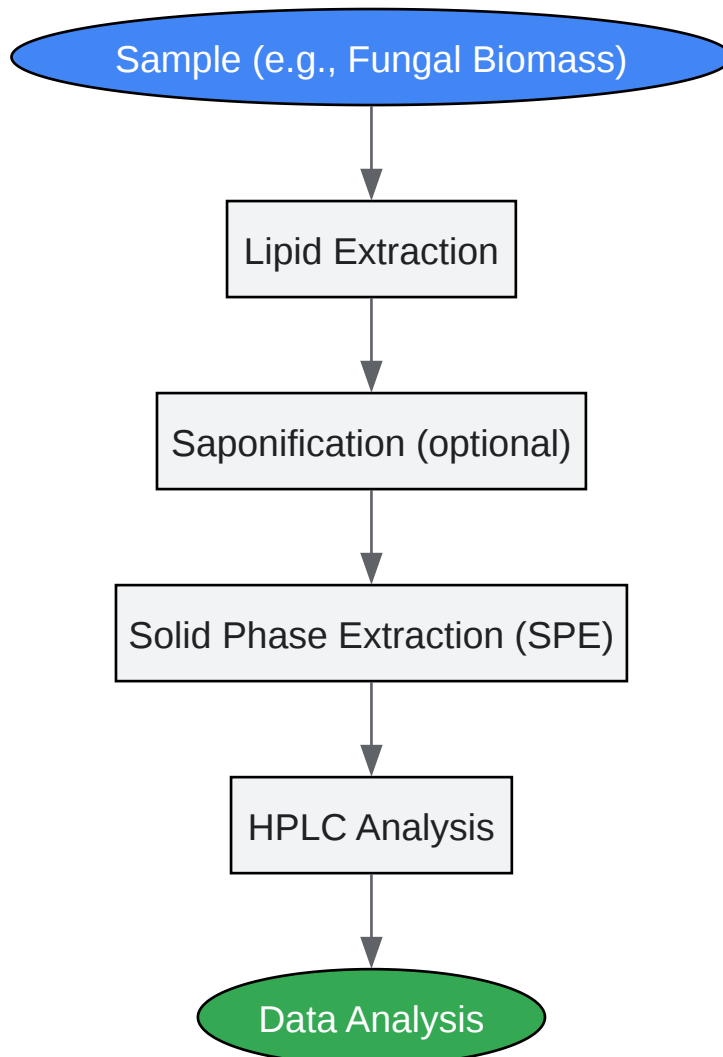 Sample (e.g., Fungal Biomass)
Lipid Extraction
Saponification (optional)
Solid Phase Extraction (SPE)
HPLC Analysis
Data Analysis